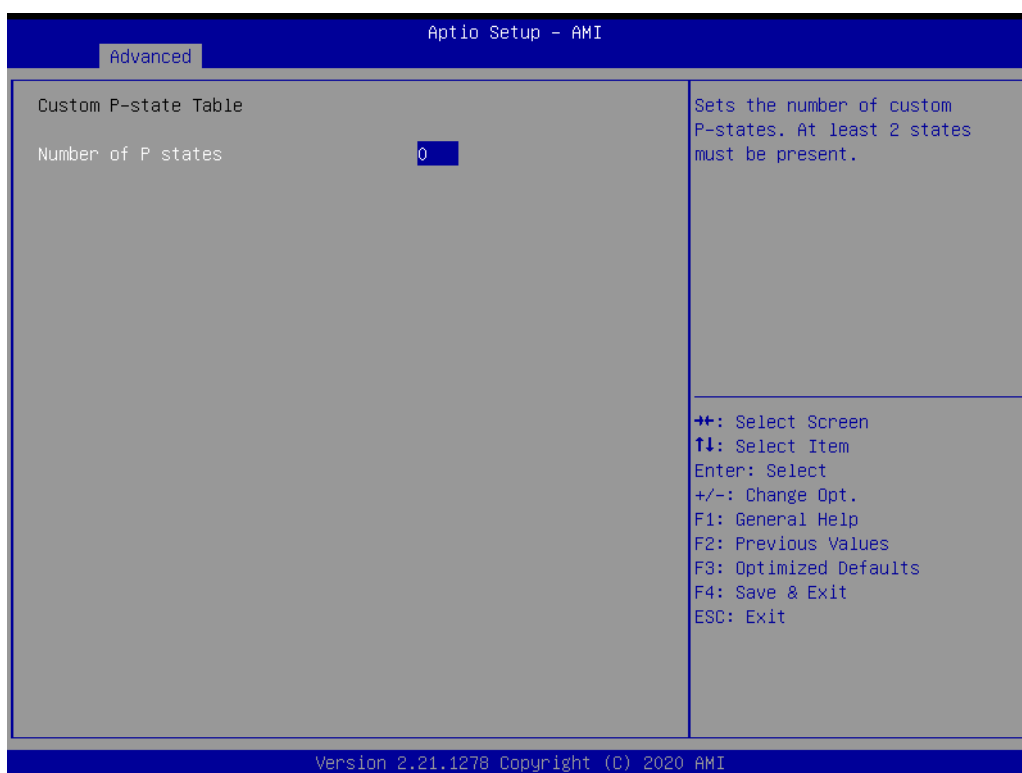 Aptio Setup - AMI
Advanced
Custom P-state Table
Number of P states 0
Sets the number of custom
P-states. At least 2 states
must be present.
→←: Select Screen
↑↓: Select Item
Enter: Select
+/-: Change Opt.
F1: General Help
F2: Previous Values
F3: Optimized Defaults
F4: Save & Exit
ESC: Exit
Version 2.21.1278 Copyright (C) 2020 AMI